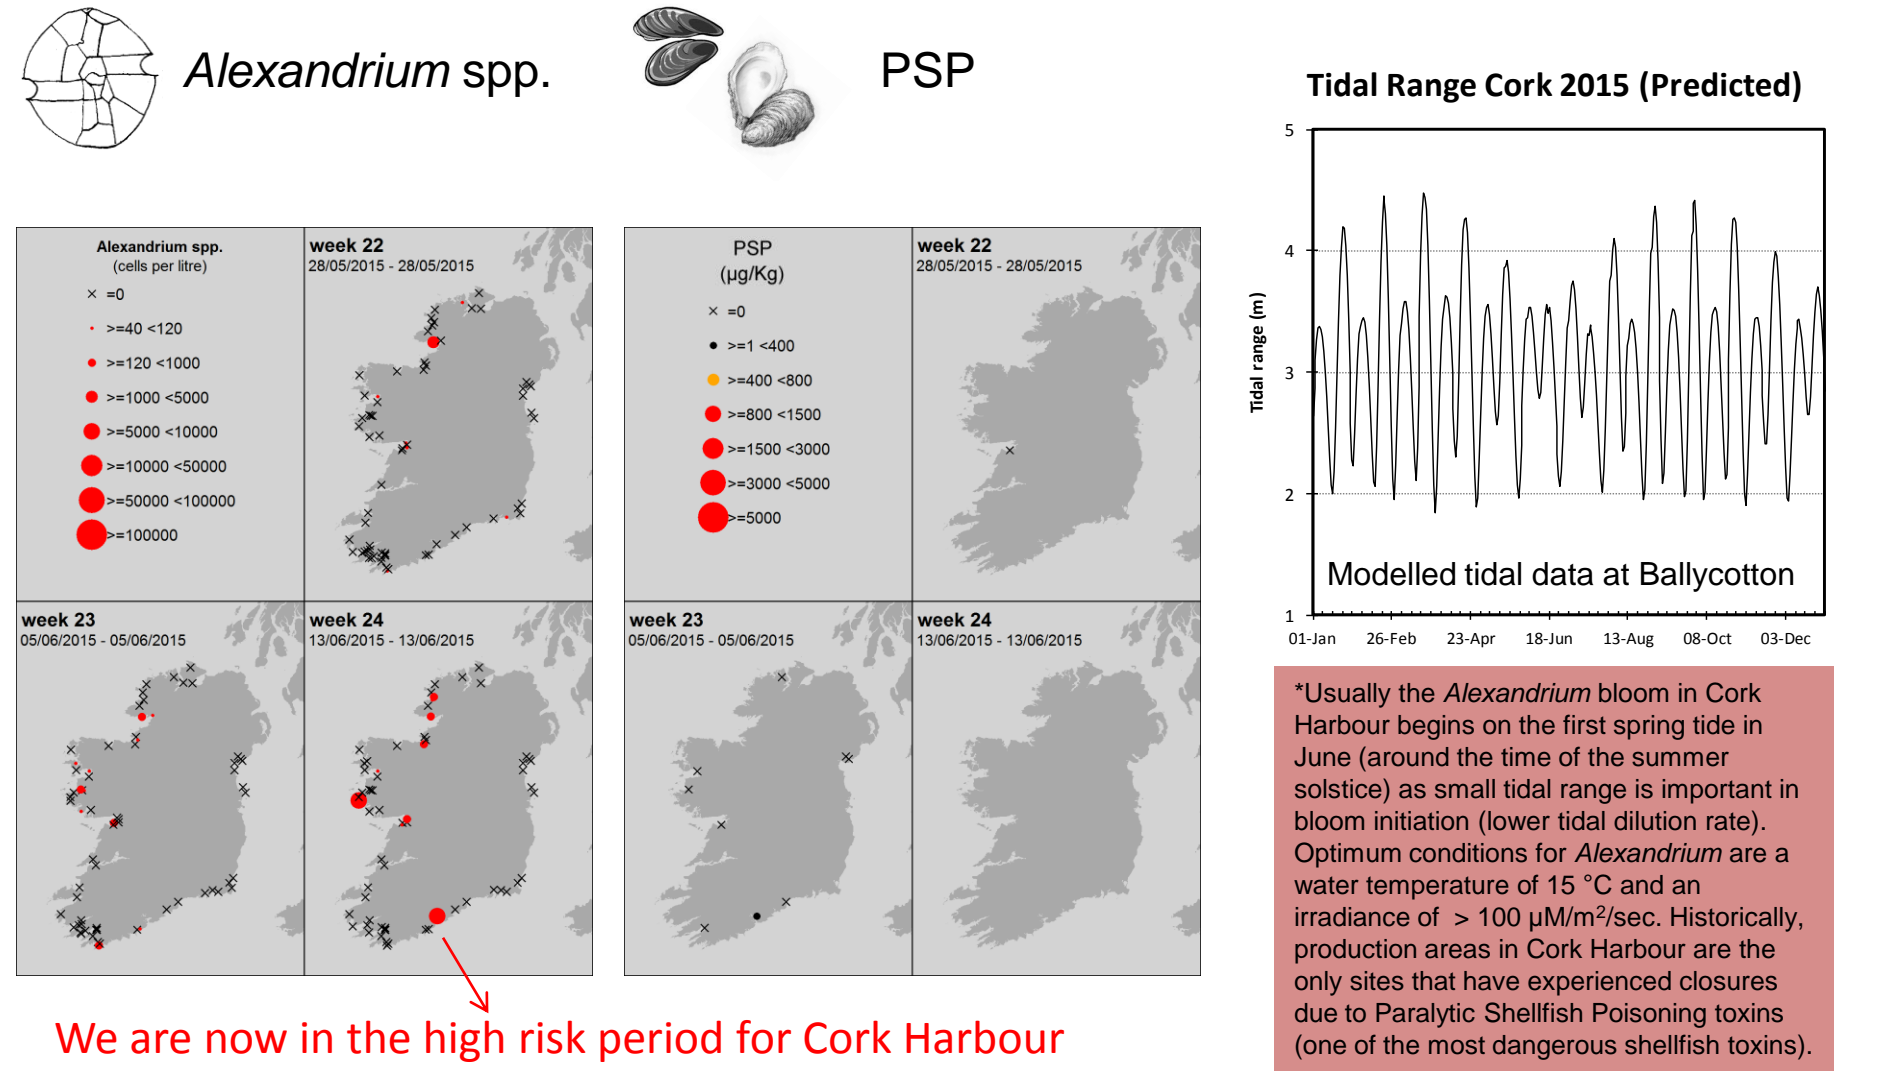 Alexandrium spp.
PSP
Alexandrium spp.
(cells per litre)
=0
>=40 <120
>=120 <1000
>=1000 <5000
>=5000 <10000
>=10000 <50000
>=50000 <100000
>=100000
week 22
28/05/2015 - 28/05/2015
week 23
05/06/2015 - 05/06/2015
week 24
13/06/2015 - 13/06/2015
PSP
(µg/Kg)
=0
>=1 <400
>=400 <800
>=800 <1500
>=1500 <3000
>=3000 <5000
>=5000
week 22
28/05/2015 - 28/05/2015
week 23
05/06/2015 - 05/06/2015
week 24
13/06/2015 - 13/06/2015
We are now in the high risk period for Cork Harbour
Tidal Range Cork 2015 (Predicted)
Tidal range (m)
5
4
3
2
1
Modelled tidal data at Ballycotton
01-Jan 26-Feb 23-Apr 18-Jun 13-Aug 08-Oct 03-Dec
*Usually the Alexandrium bloom in Cork
Harbour begins on the first spring tide in
June (around the time of the summer
solstice) as small tidal range is important in
bloom initiation (lower tidal dilution rate).
Optimum conditions for Alexandrium are a
water temperature of 15 °C and an
irradiance of > 100 µM/m²/sec. Historically,
production areas in Cork Harbour are the
only sites that have experienced closures
due to Paralytic Shellfish Poisoning toxins
(one of the most dangerous shellfish toxins).